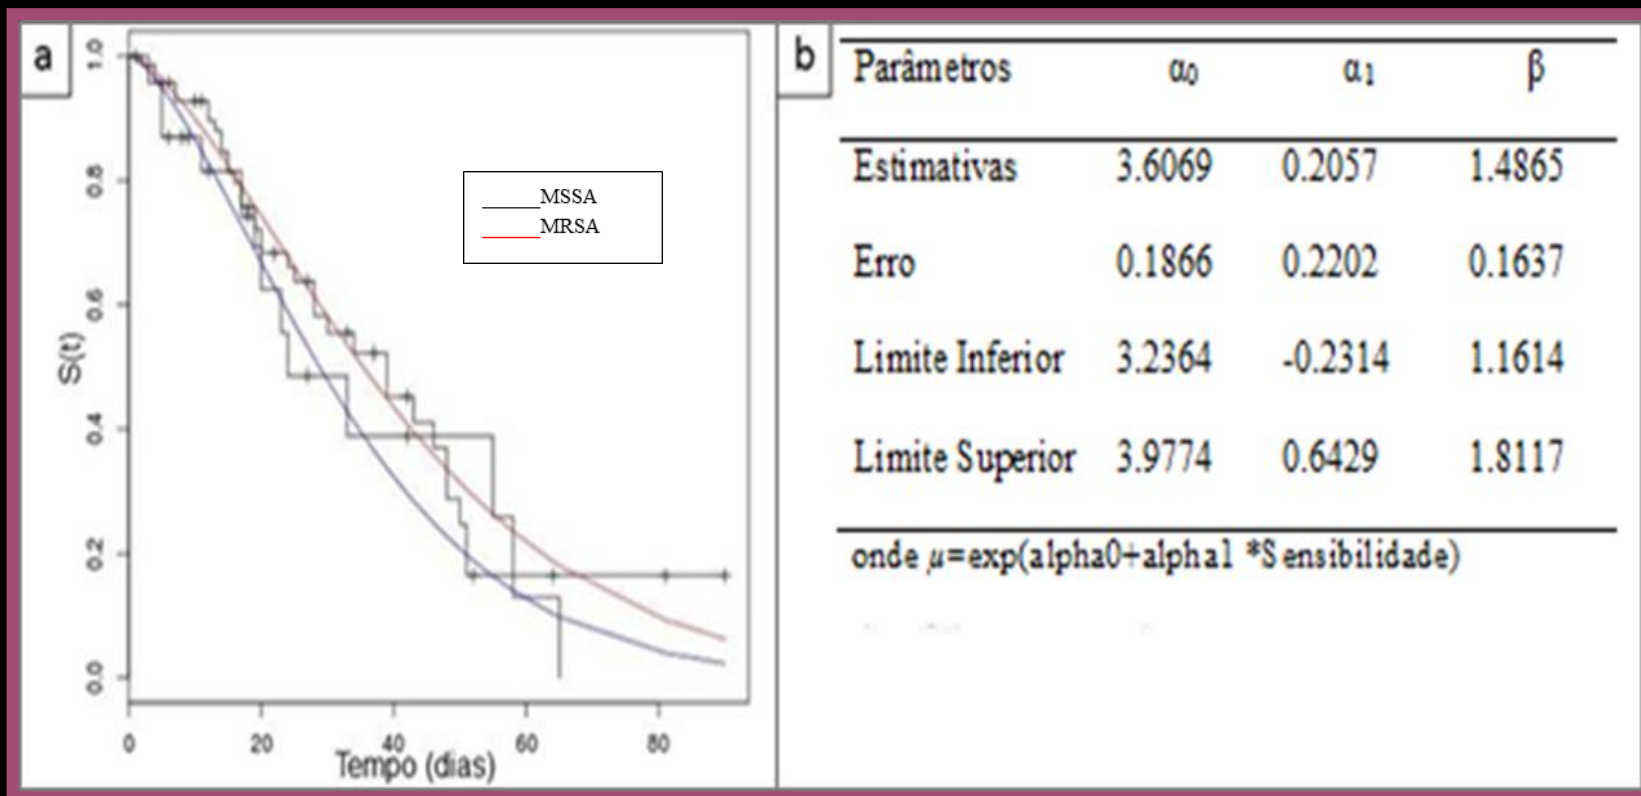 a
1.0
0.8
0.6
0.4
0.2
0.0
S(t)
MSSA
MRSA
0 20 40 60 80
Tempo (dias)
b
Parâmetros α₀ α₁ β
Estimativas 3.6069 0.2057 1.4865
Erro 0.1866 0.2202 0.1637
Limite Inferior 3.2364 -0.2314 1.1614
Limite Superior 3.9774 0.6429 1.8117
onde μ=exp(alpha0+alpha1 *Sensibilidade)